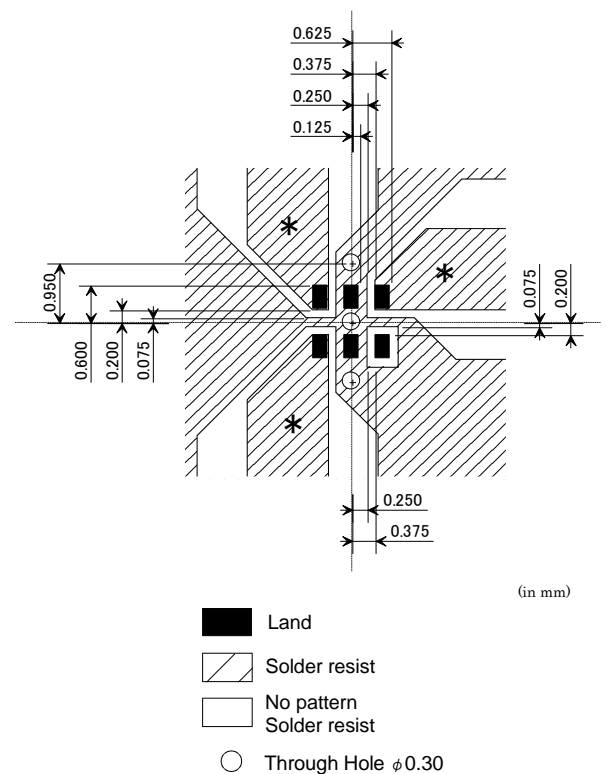 0.625
0.375
0.250
0.125
*
*
0.950
0.600
0.200
0.075
0.075
0.200
*
0.250
0.375
(in mm)
Land
Solder resist
No pattern
Solder resist
Through Hole φ0.30